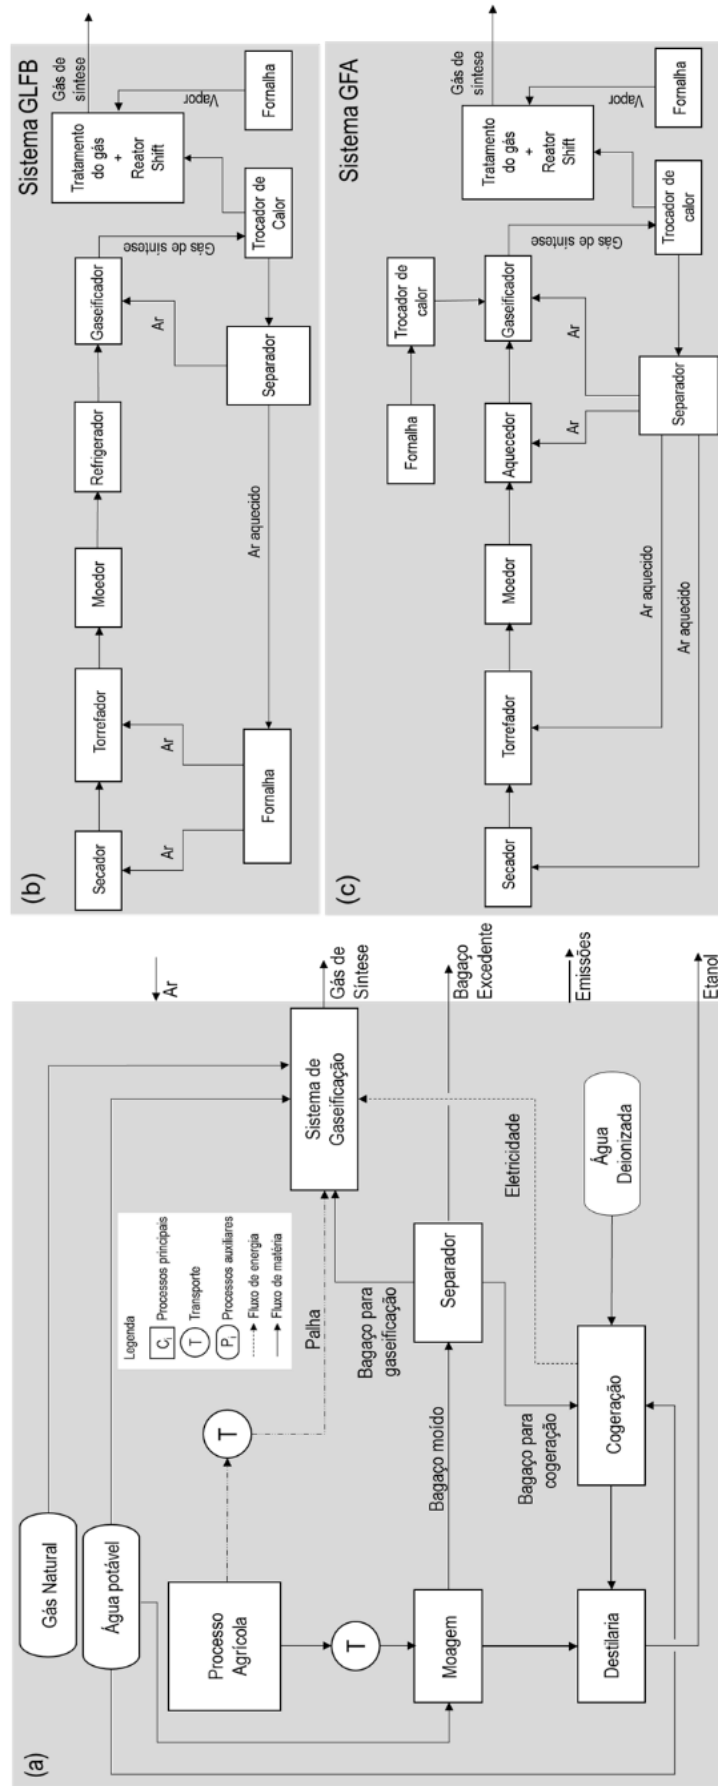 (a)
Gás Natural
Água potável
Processo
Agrícola
T
T
Moagem
Destilaria
Legenda
Cᵢ Processos principais
T Transporte
Pᵢ Processos auxiliares
Fluxo de energia
Fluxo de matéria
Palha
Bagaço para
gaseificação
Bagaço moído
Separador
Bagaço para
cogeração
Cogeração
Eletricidade
Água
Deionizada
Sistema de
Gaseificação
Ar
Gás de
Síntese
Bagaço
Excedente
Emissões
Etanol
(b)
Sistema GLFB
Secador
Torrefador
Moedor
Refrigerador
Gaseificador
Ar
Ar
Fornalha
Ar aquecido
Separador
Ar
Gás de síntese
Trocador de
Calor
Tratamento
do gás
+
Reator
Shift
Gás de
síntese
Vapor
Fornalha
(c)
Sistema GFA
Secador
Torrefador
Moedor
Aquecedor
Gaseificador
Fornalha
Trocador de
calor
Ar
Ar
Ar aquecido
Ar aquecido
Separador
Gás de síntese
Trocador de
calor
Tratamento
do gás
+
Reator
Shift
Gás de
síntese
Vapor
Fornalha